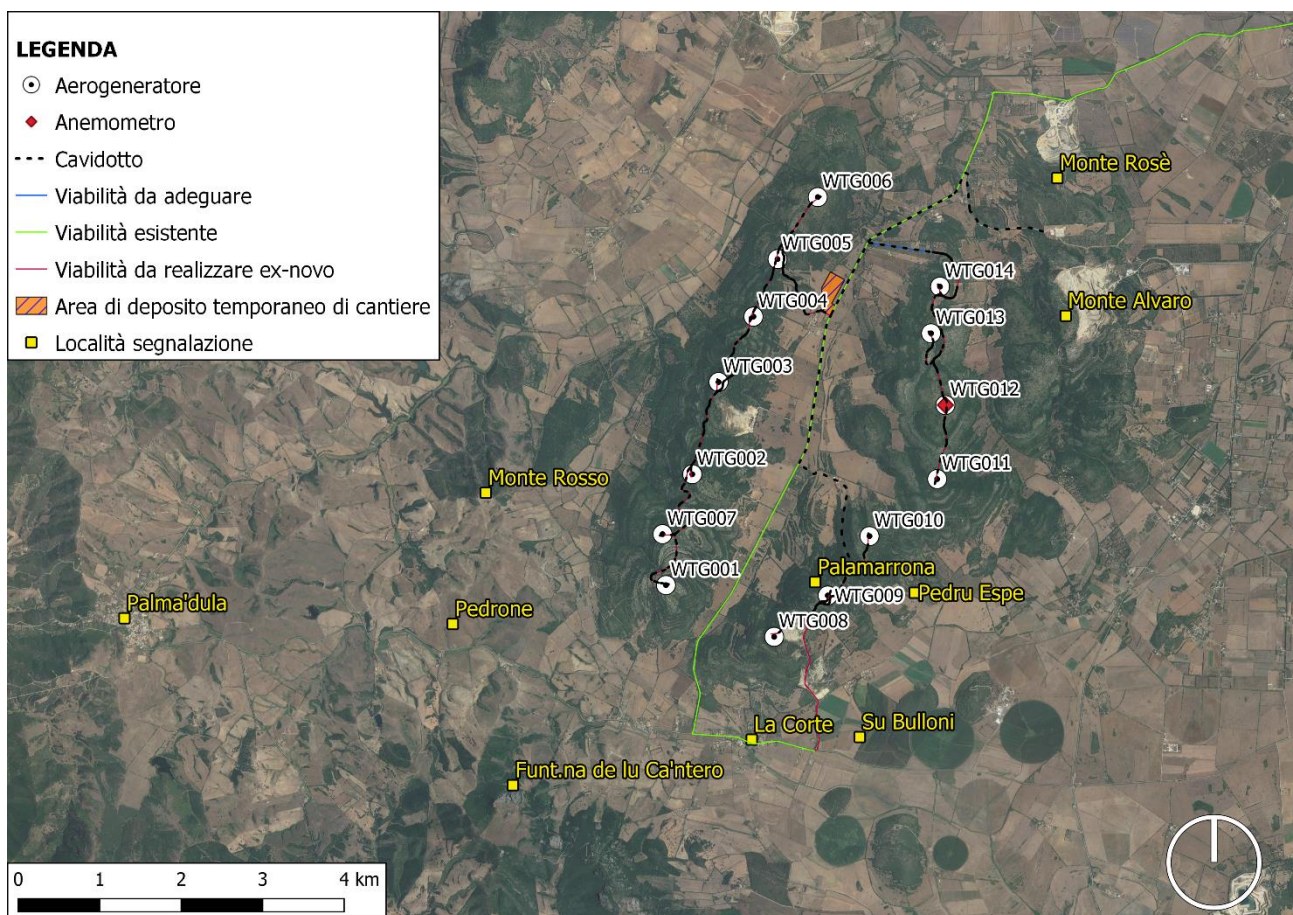 LEGENDA
Aerogeneratore
Anemometro
Cavidotto
Viabilità da adeguare
Viabilità esistente
Viabilità da realizzare ex-novo
Area di deposito temporaneo di cantiere
Località segnalazione
Monte Rosè
WTG006
WTG005
WTG014
WTG004
Monte Alvaro
WTG013
WTG003
WTG012
WTG002
WTG011
Monte Rosso
WTG007
WTG010
WTG001
Palamarrona
Palma'dula
Pedrone
WTG009
Pedru Espe
WTG008
La Corte
Su Bulloni
Funt.na de lu Ca'ntero
0 1 2 3 4 km